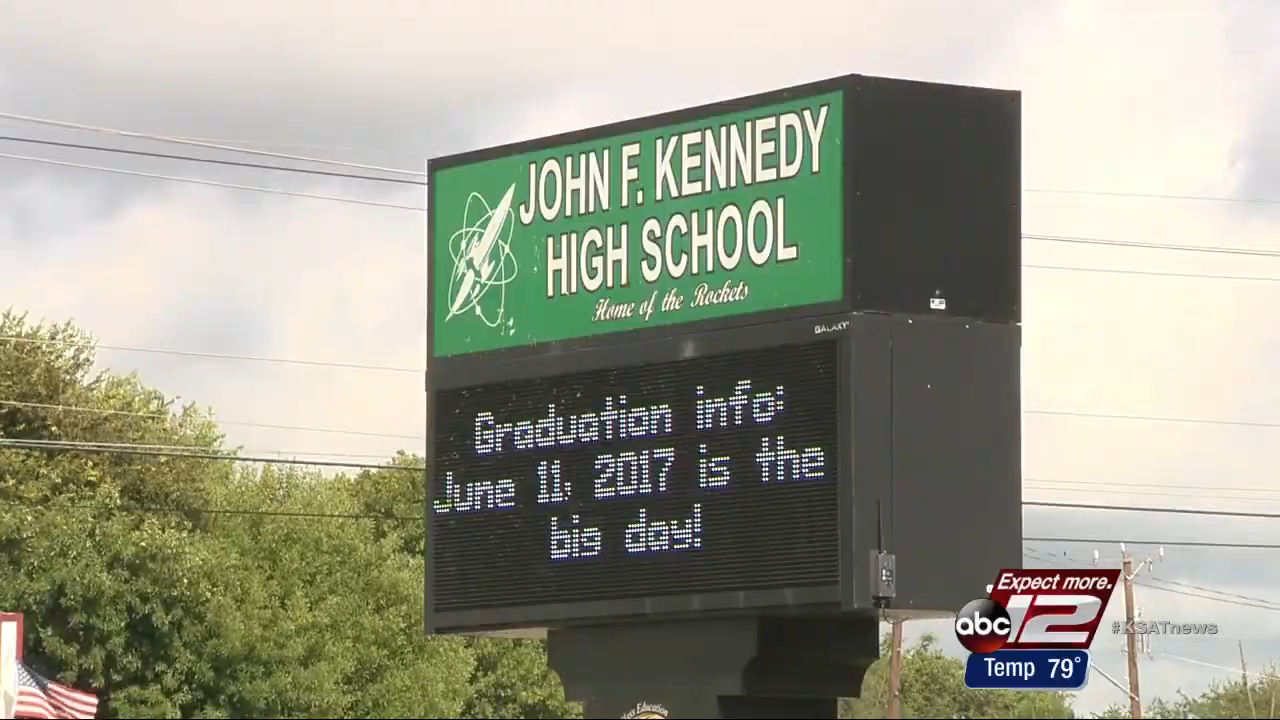 JOHN F. KENNEDY
HIGH SCHOOL
Home of the Rockets
GALAXY
Graduation info:
June 11, 2017 is the
big day!
Expect more.
abc 12
#KSATnews
Temp 79°
Education